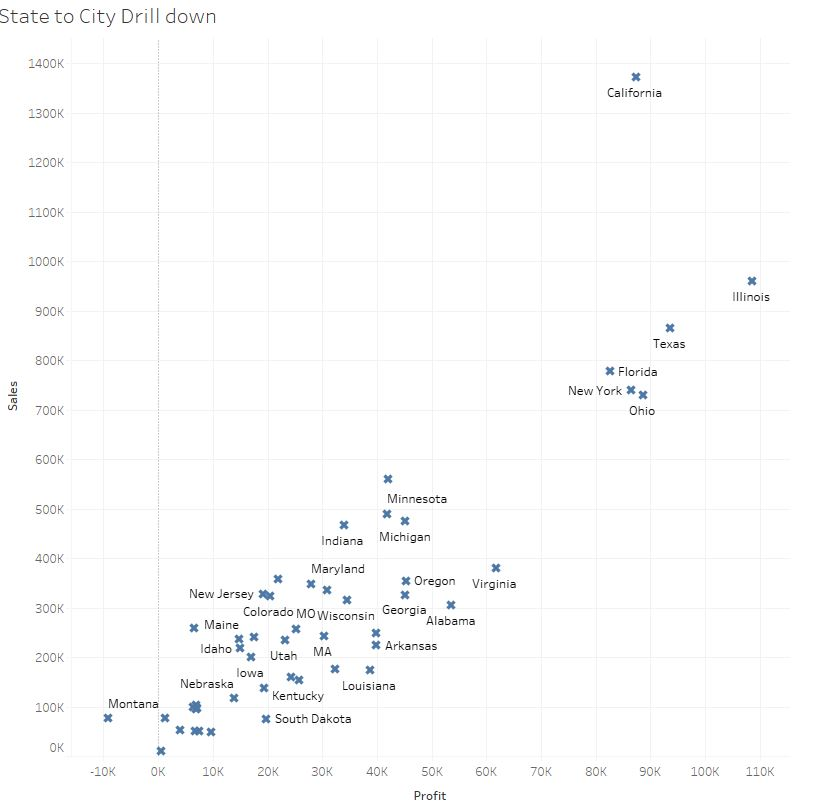 State to City Drill down
1400K
California
1300K
1200K
1100K
1000K
Illinois
900K
Texas
800K
Florida
New York
Ohio
700K
Sales
600K
Minnesota
500K
Michigan
Indiana
400K
Maryland
Oregon
Virginia
New Jersey
300K
Colorado MO Wisconsin
Georgia
Alabama
Maine
Idaho
Utah
MA
Arkansas
200K
Iowa
Nebraska
Kentucky
Louisiana
Montana
100K
South Dakota
0K
-10K 0K 10K 20K 30K 40K 50K 60K 70K 80K 90K 100K 110K
Profit